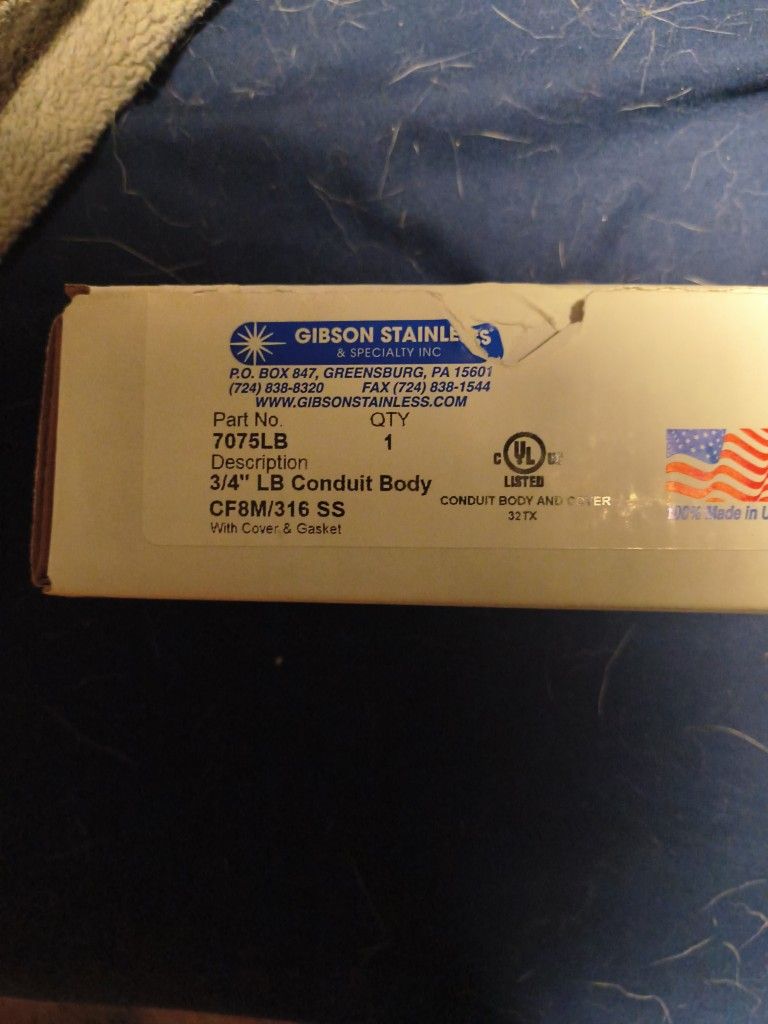 GIBSON STAINLESS
& SPECIALTY INC
P.O. BOX 847, GREENSBURG, PA 15601
(724) 838-8320 FAX (724) 838-1544
WWW.GIBSONSTAINLESS.COM
Part No. QTY
7075LB 1
Description
3/4" LB Conduit Body
CF8M/316 SS
With Cover & Gasket
C UL US
LISTED
CONDUIT BODY AND COVER
32TX
100% Made in U